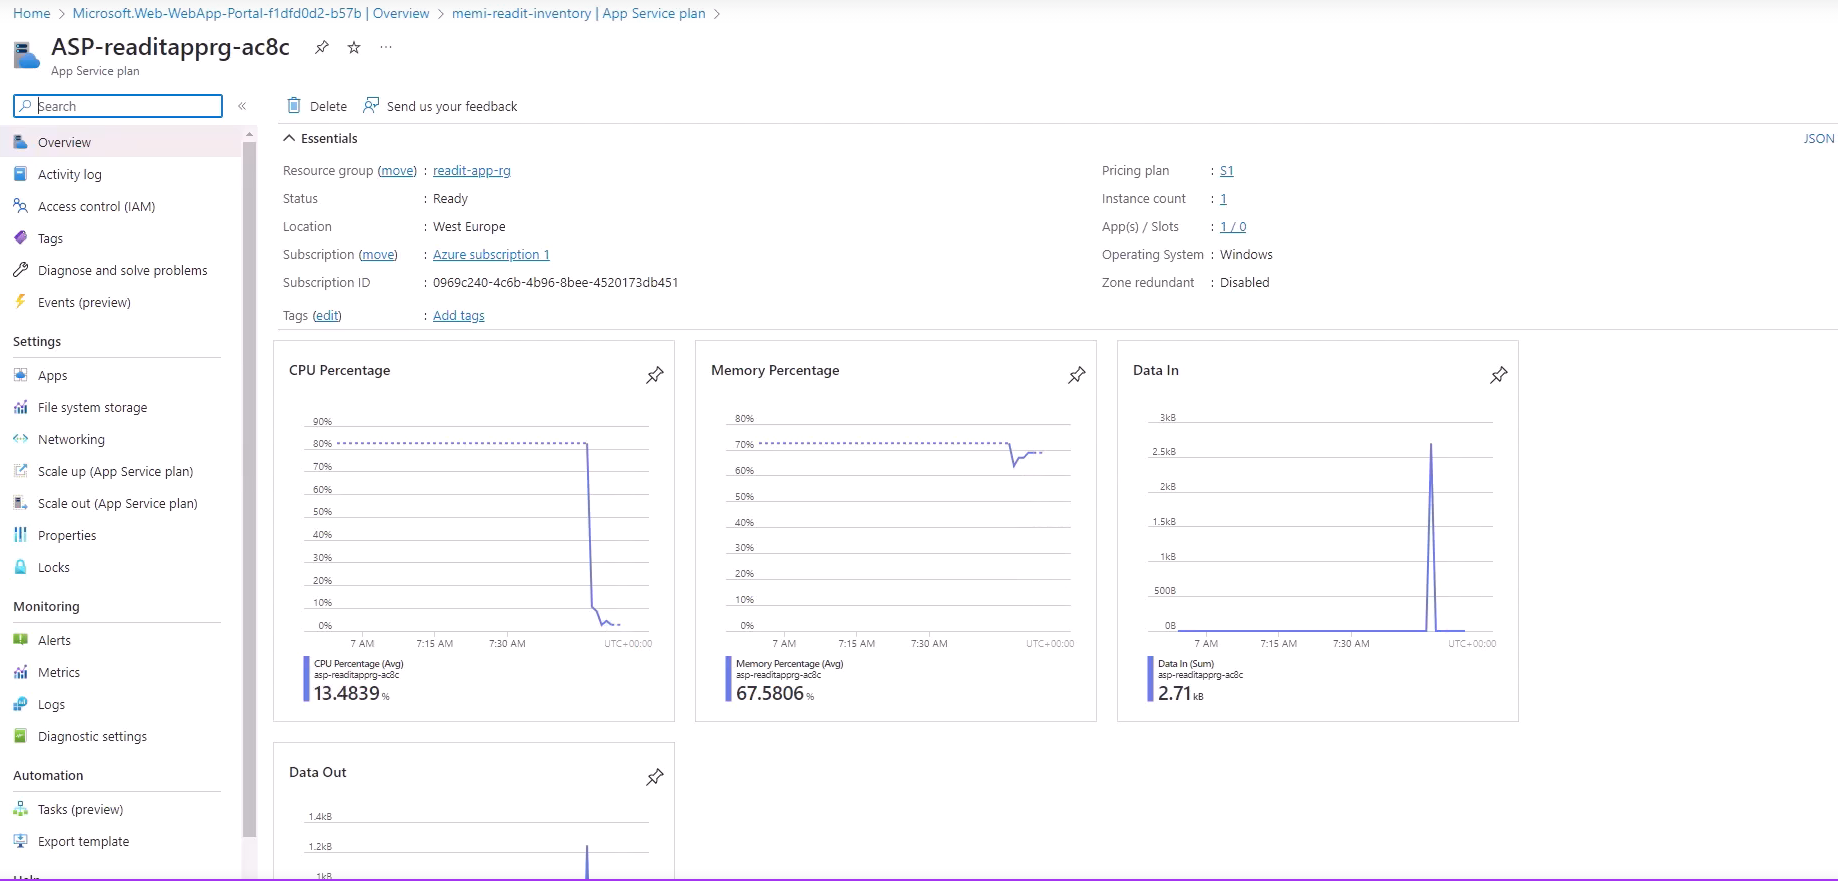 Home > Microsoft.Web-WebApp-Portal-f1dfd0d2-b57b | Overview > memi-readit-inventory | App Service plan >
ASP-readitapprg-ac8c ...
App Service plan
Search «
Overview
Activity log
Access control (IAM)
Tags
Diagnose and solve problems
Events (preview)
Settings
Apps
File system storage
Networking
Scale up (App Service plan)
Scale out (App Service plan)
Properties
Locks
Monitoring
Alerts
Metrics
Logs
Diagnostic settings
Automation
Tasks (preview)
Export template
Help
Delete Send us your feedback
Essentials JSON
Resource group (move) : readit-app-rg
Status : Ready
Location : West Europe
Subscription (move) : Azure subscription 1
Subscription ID : 0969c240-4c6b-4b96-8bee-4520173db451
Tags (edit) : Add tags
Pricing plan : S1
Instance count : 1
App(s) / Slots : 1 / 0
Operating System : Windows
Zone redundant : Disabled
CPU Percentage
90%
80%
70%
60%
50%
40%
30%
20%
10%
0%
7 AM 7:15 AM 7:30 AM UTC+00:00
CPU Percentage (Avg)
asp-readitapprg-ac8c
13.4839 %
Memory Percentage
80%
70%
60%
50%
40%
30%
20%
10%
0%
7 AM 7:15 AM 7:30 AM UTC+00:00
Memory Percentage (Avg)
asp-readitapprg-ac8c
67.5806 %
Data In
3kB
2.5kB
2kB
1.5kB
1kB
500B
0B
7 AM 7:15 AM 7:30 AM UTC+00:00
Data In (Sum)
asp-readitapprg-ac8c
2.71 kB
Data Out
1.4kB
1.2kB
1kB